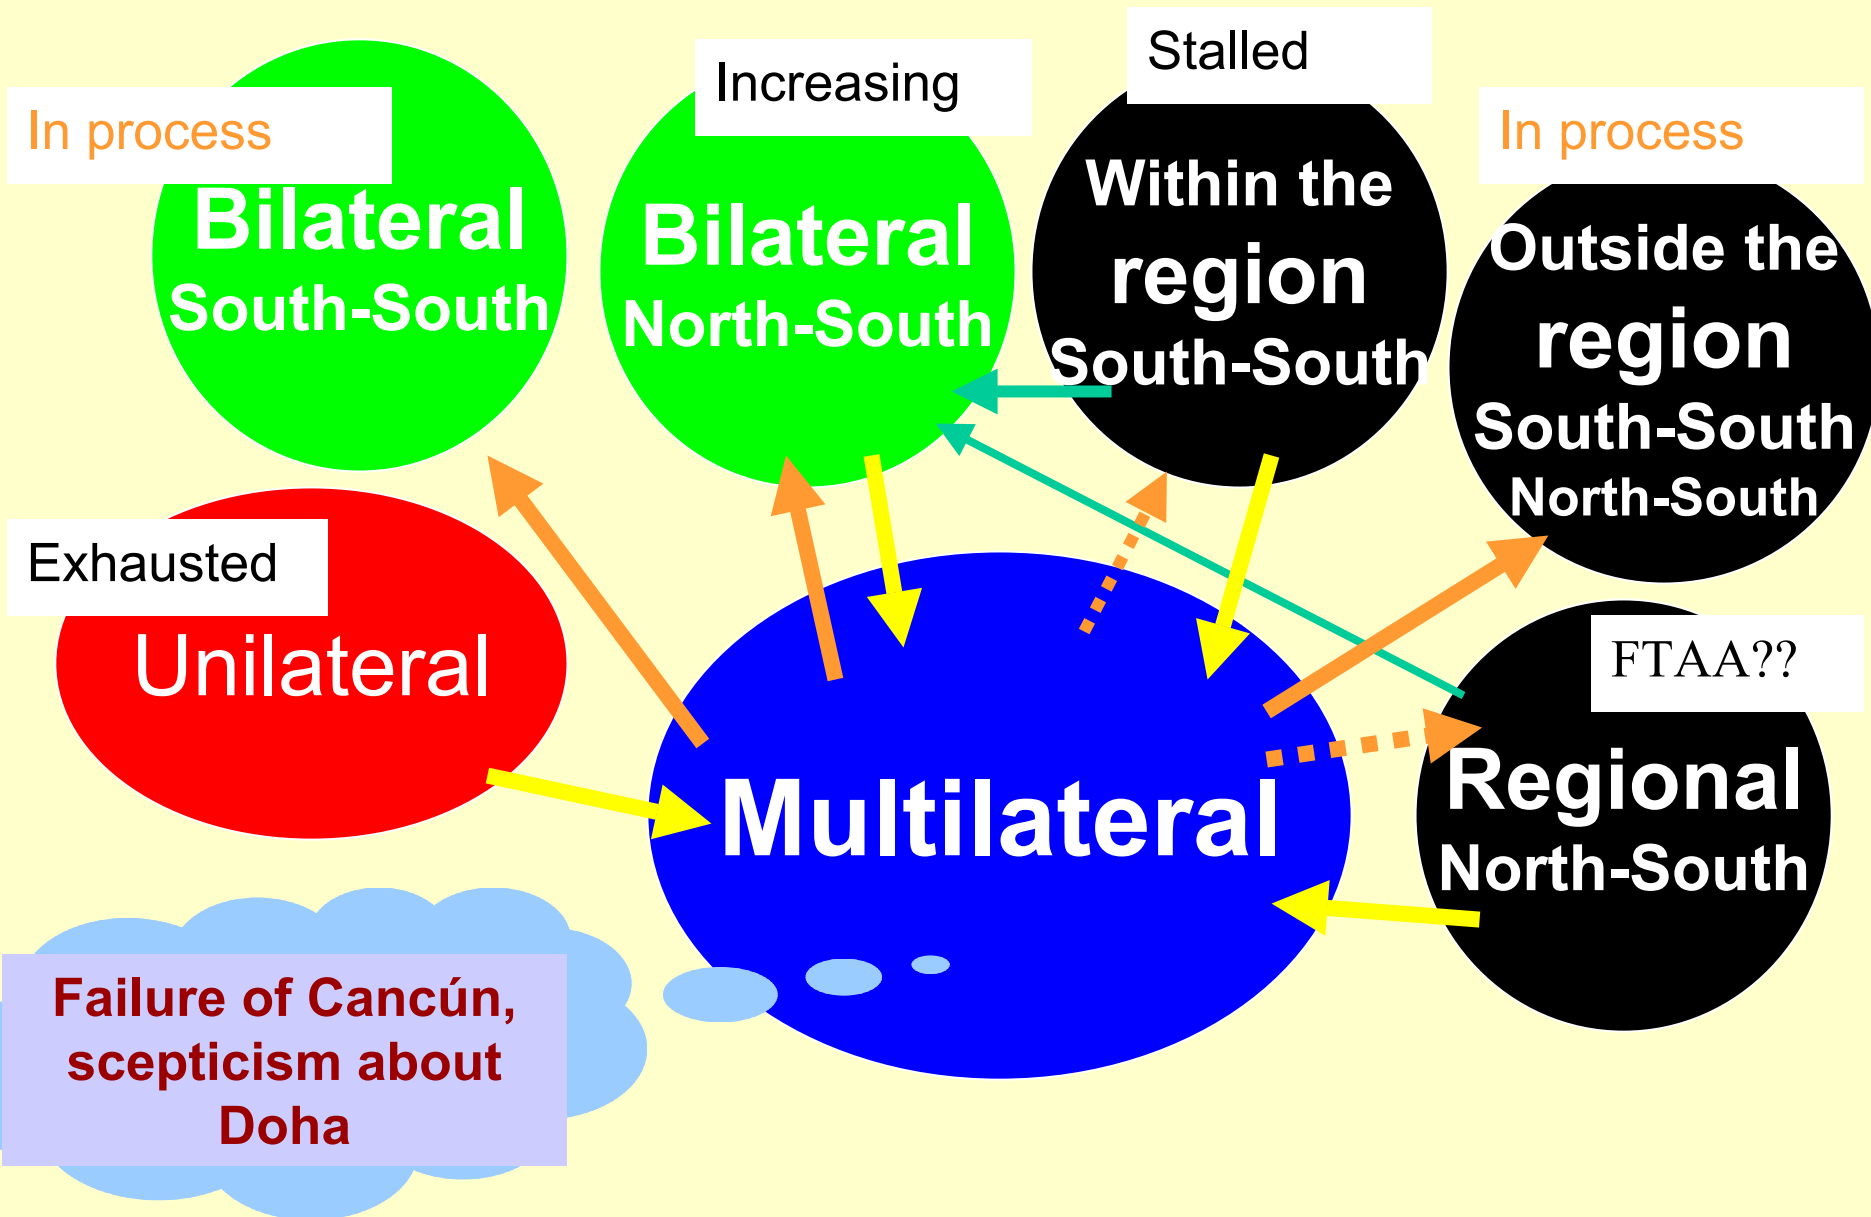 In process
Bilateral
South-South
Increasing
Bilateral
North-South
Stalled
Within the
region
South-South
In process
Outside the
region
South-South
North-South
Exhausted
Unilateral
Multilateral
FTAA??
Regional
North-South
Failure of Cancún,
scepticism about
Doha